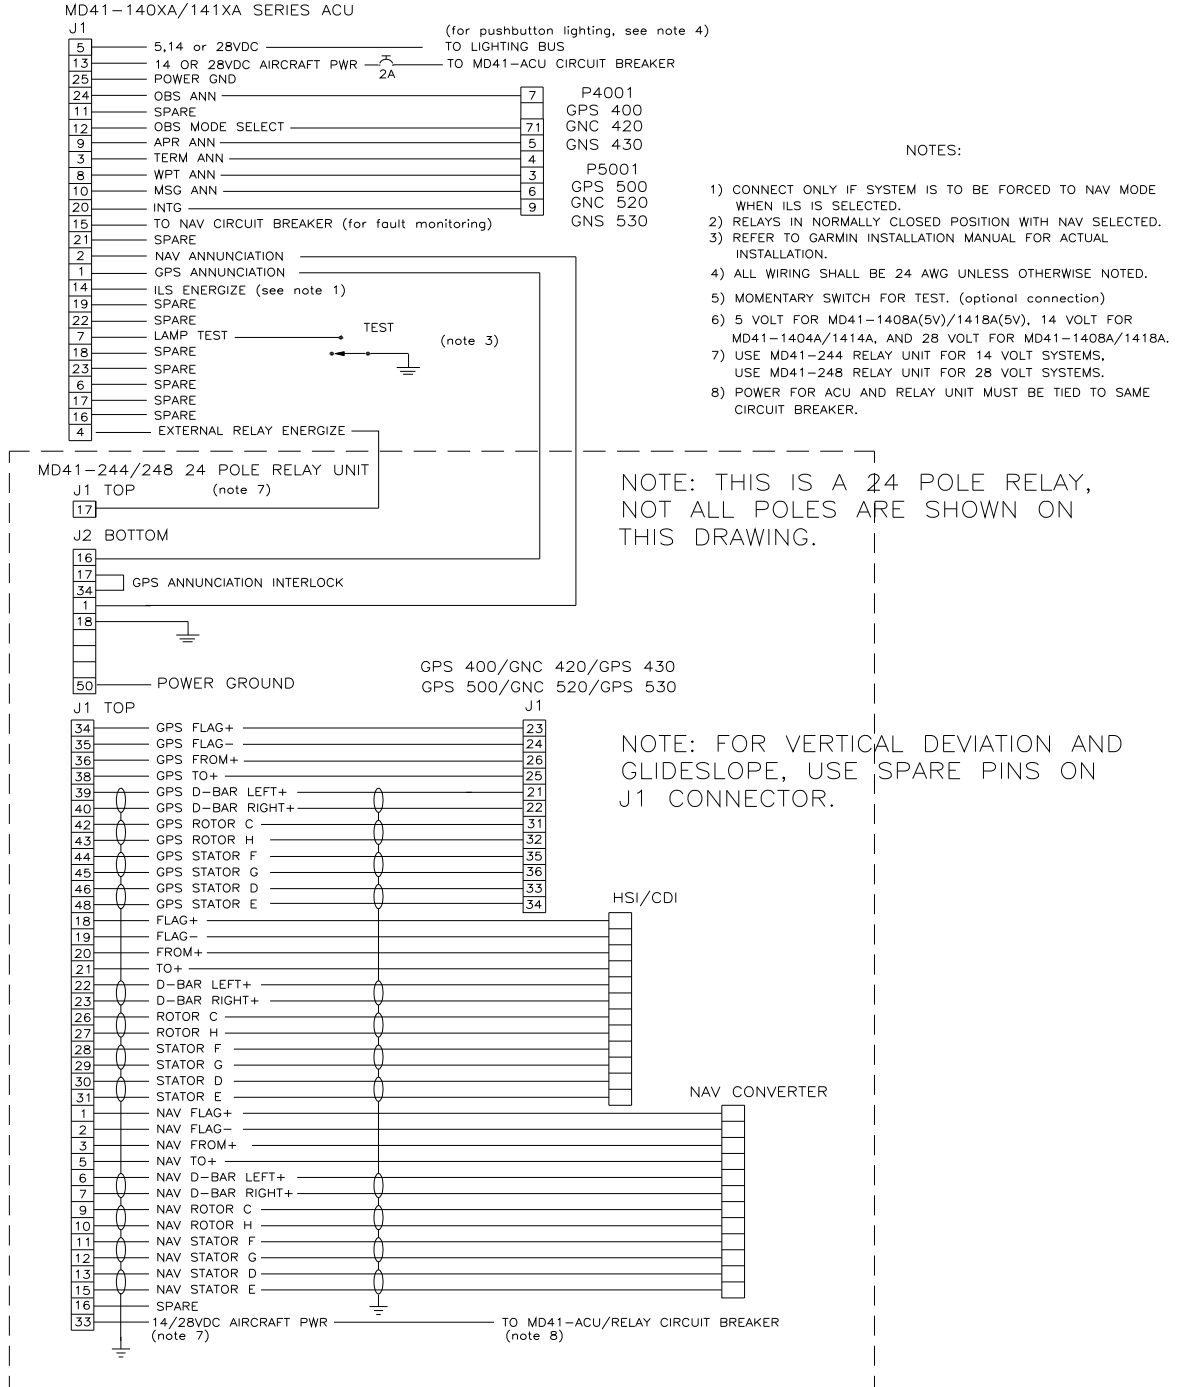 MD41-140XA/141XA SERIES ACU
J1
(for pushbutton lighting, see note 4)
5 5,14 or 28VDC TO LIGHTING BUS
13 14 OR 28VDC AIRCRAFT PWR 2A TO MD41-ACU CIRCUIT BREAKER
25 POWER GND
24 OBS ANN 7
11 SPARE
12 OBS MODE SELECT 71
9 APR ANN 5
3 TERM ANN 4
8 WPT ANN 3
10 MSG ANN 6
20 INTG 9
P4001
GPS 400
GNC 420
GNS 430
P5001
GPS 500
GNC 520
GNS 530
15 TO NAV CIRCUIT BREAKER (for fault monitoring)
21 SPARE
2 NAV ANNUNCIATION
1 GPS ANNUNCIATION
14 ILS ENERGIZE (see note 1)
19 SPARE
22 SPARE
7 LAMP TEST
TEST
(note 3)
18 SPARE
23 SPARE
6 SPARE
17 SPARE
16 SPARE
4 EXTERNAL RELAY ENERGIZE
NOTES:
1) CONNECT ONLY IF SYSTEM IS TO BE FORCED TO NAV MODE
WHEN ILS IS SELECTED.
2) RELAYS IN NORMALLY CLOSED POSITION WITH NAV SELECTED.
3) REFER TO GARMIN INSTALLATION MANUAL FOR ACTUAL
INSTALLATION.
4) ALL WIRING SHALL BE 24 AWG UNLESS OTHERWISE NOTED.
5) MOMENTARY SWITCH FOR TEST. (optional connection)
6) 5 VOLT FOR MD41-1408A(5V)/1418A(5V), 14 VOLT FOR
MD41-1404A/1414A, AND 28 VOLT FOR MD41-1408A/1418A.
7) USE MD41-244 RELAY UNIT FOR 14 VOLT SYSTEMS,
USE MD41-248 RELAY UNIT FOR 28 VOLT SYSTEMS.
8) POWER FOR ACU AND RELAY UNIT MUST BE TIED TO SAME
CIRCUIT BREAKER.
MD41-244/248 24 POLE RELAY UNIT
J1 TOP (note 7)
17
J2 BOTTOM
16
17
GPS ANNUNCIATION INTERLOCK
34
1
18
50 POWER GROUND
NOTE: THIS IS A 24 POLE RELAY,
NOT ALL POLES ARE SHOWN ON
THIS DRAWING.
GPS 400/GNC 420/GPS 430
GPS 500/GNC 520/GPS 530
J1 TOP J1
34 GPS FLAG+ 23
35 GPS FLAG- 24
36 GPS FROM+ 26
38 GPS TO+ 25
39 GPS D-BAR LEFT+ 21
40 GPS D-BAR RIGHT+ 22
42 GPS ROTOR C 31
43 GPS ROTOR H 32
44 GPS STATOR F 35
45 GPS STATOR G 36
46 GPS STATOR D 33
48 GPS STATOR E 34
NOTE: FOR VERTICAL DEVIATION AND
GLIDESLOPE, USE SPARE PINS ON
J1 CONNECTOR.
HSI/CDI
18 FLAG+
19 FLAG-
20 FROM+
21 TO+
22 D-BAR LEFT+
23 D-BAR RIGHT+
26 ROTOR C
27 ROTOR H
28 STATOR F
29 STATOR G
30 STATOR D
31 STATOR E
NAV CONVERTER
1 NAV FLAG+
2 NAV FLAG-
3 NAV FROM+
5 NAV TO+
6 NAV D-BAR LEFT+
7 NAV D-BAR RIGHT+
9 NAV ROTOR C
10 NAV ROTOR H
11 NAV STATOR F
12 NAV STATOR G
13 NAV STATOR D
15 NAV STATOR E
16 SPARE
33 14/28VDC AIRCRAFT PWR TO MD41-ACU/RELAY CIRCUIT BREAKER
(note 7) (note 8)